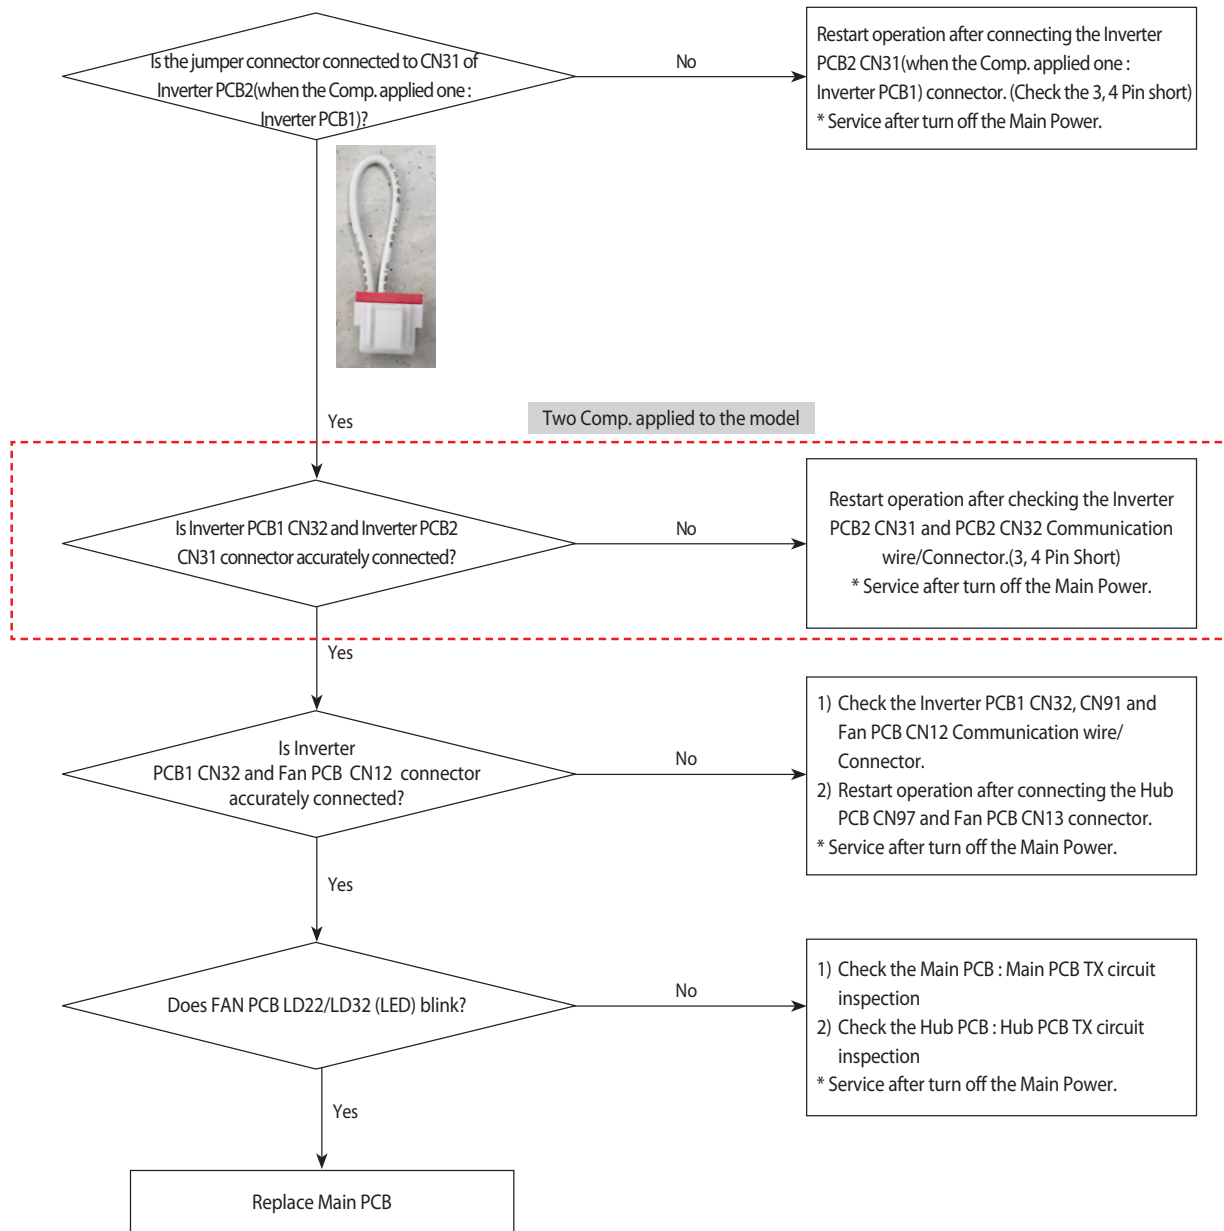 Is the jumper connector connected to CN31 of
Inverter PCB2(when the Comp. applied one :
Inverter PCB1)?
No
Restart operation after connecting the Inverter
PCB2 CN31(when the Comp. applied one :
Inverter PCB1) connector. (Check the 3, 4 Pin short)
* Service after turn off the Main Power.
Yes
Two Comp. applied to the model
Is Inverter PCB1 CN32 and Inverter PCB2
CN31 connector accurately connected?
No
Restart operation after checking the Inverter
PCB2 CN31 and PCB2 CN32 Communication
wire/Connector.(3, 4 Pin Short)
* Service after turn off the Main Power.
Yes
Is Inverter
PCB1 CN32 and Fan PCB CN12 connector
accurately connected?
No
1) Check the Inverter PCB1 CN32, CN91 and
Fan PCB CN12 Communication wire/
Connector.
2) Restart operation after connecting the Hub
PCB CN97 and Fan PCB CN13 connector.
* Service after turn off the Main Power.
Yes
Does FAN PCB LD22/LD32 (LED) blink?
No
1) Check the Main PCB : Main PCB TX circuit
inspection
2) Check the Hub PCB : Hub PCB TX circuit
inspection
* Service after turn off the Main Power.
Yes
Replace Main PCB